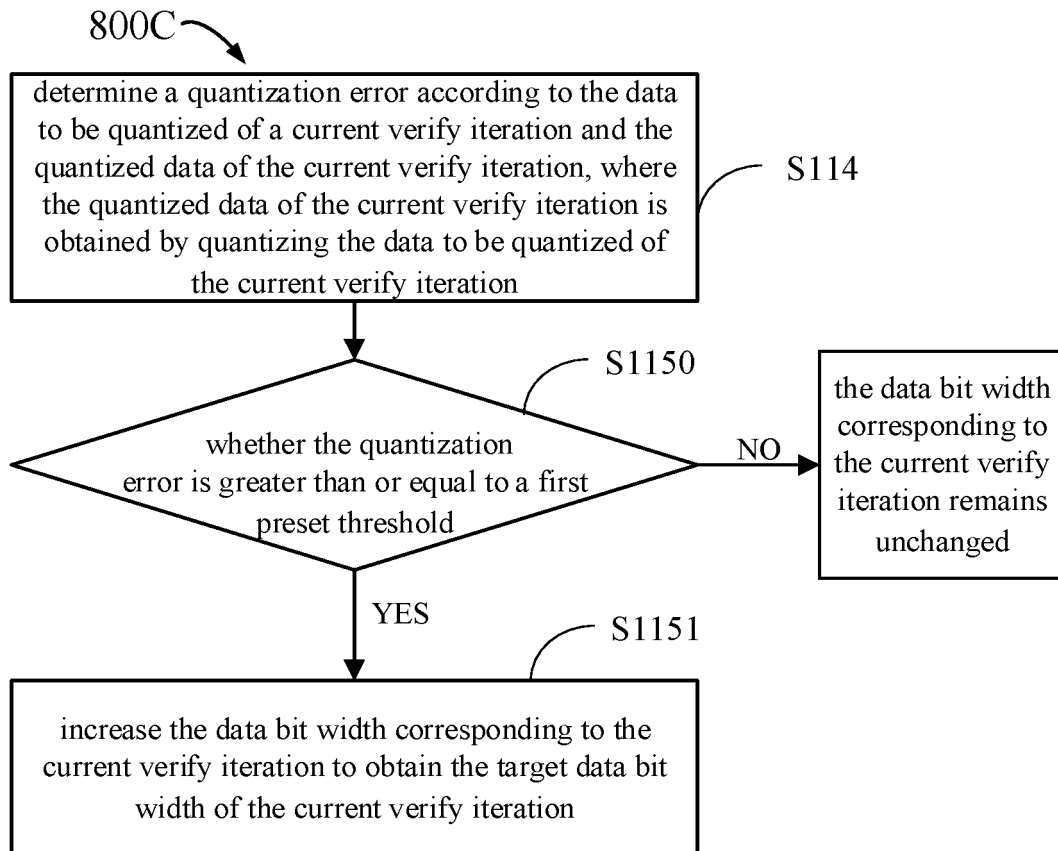 800C
determine a quantization error according to the data
to be quantized of a current verify iteration and the
quantized data of the current verify iteration, where
the quantized data of the current verify iteration is
obtained by quantizing the data to be quantized of
the current verify iteration
S114
S1150
whether the quantization
error is greater than or equal to a first
preset threshold
NO
the data bit width
corresponding to
the current verify
iteration remains
unchanged
YES
S1151
increase the data bit width corresponding to the
current verify iteration to obtain the target data bit
width of the current verify iteration